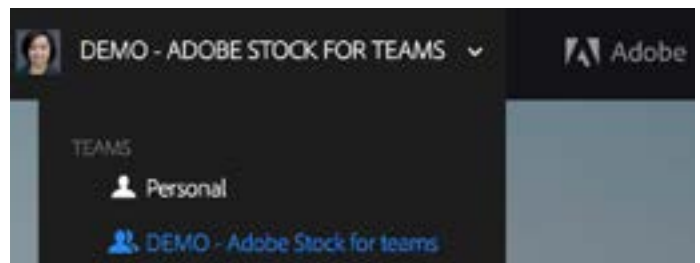 DEMO - ADOBE STOCK FOR TEAMS
Adobe
TEAMS
Personal
DEMO - Adobe Stock for teams